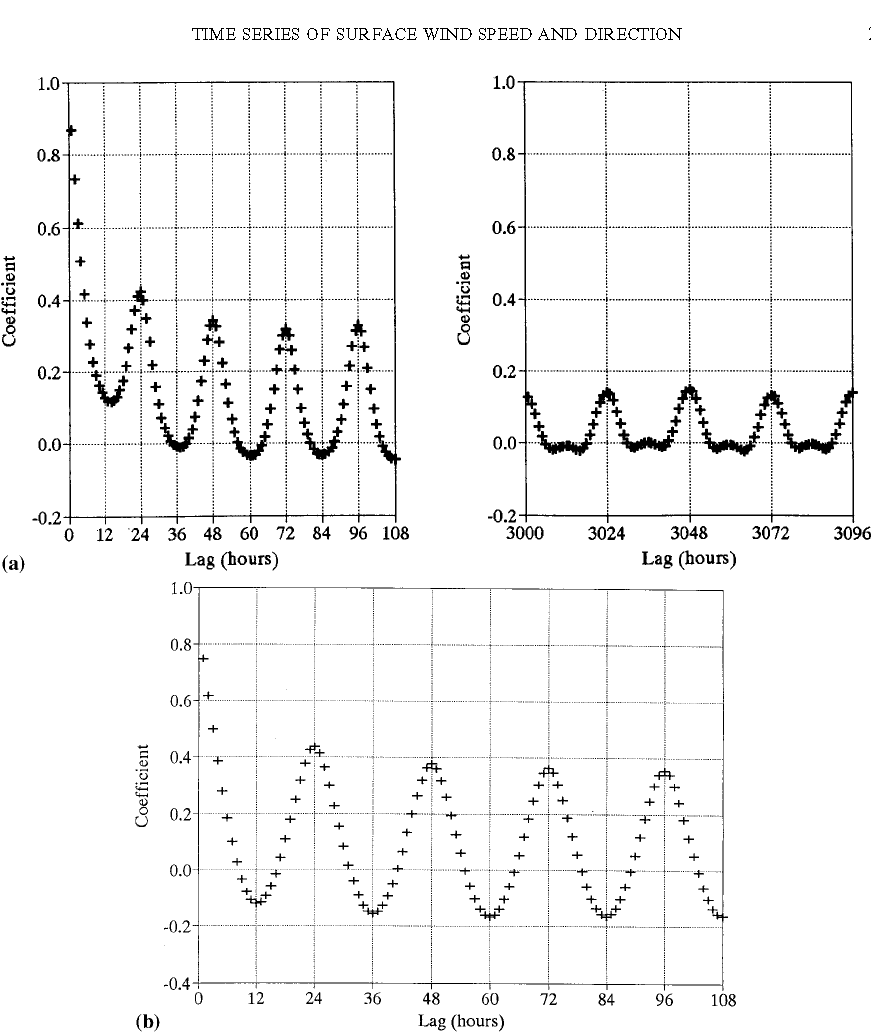 TIME SERIES OF SURFACE WIND SPEED AND DIRECTION
1.0
0.8
0.6
0.4
0.2
0.0
-0.2
Coefficient
0 12 24 36 48 60 72 84 96 108
Lag (hours)
1.0
0.8
0.6
0.4
0.2
0.0
-0.2
Coefficient
3000 3024 3048 3072 3096
Lag (hours)
(a)
1.0
0.8
0.6
0.4
0.2
0.0
-0.2
-0.4
Coefficient
0 12 24 36 48 60 72 84 96 108
Lag (hours)
(b)